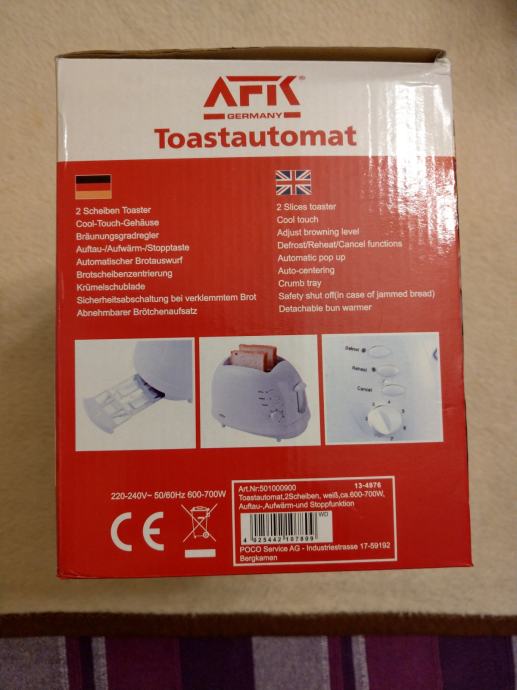 AFK®
GERMANY
Toastautomat
2 Scheiben Toaster
Cool-Touch-Gehäuse
Bräunungsgradregler
Auftau-/Aufwärm-/Stopptaste
Automatischer Brotauswurf
Brotscheibenzentrierung
Krümelschublade
Sicherheitsabschaltung bei verklemmtem Brot
Abnehmbarer Brötchenaufsatz
2 Slices toaster
Cool touch
Adjust browning level
Defrost/Reheat/Cancel functions
Automatic pop up
Auto-centering
Crumb tray
Safety shut off(in case of jammed bread)
Detachable bun warmer
Defrost
Reheat
Cancel
220-240V~ 50/60Hz 600-700W
CE
Art.Nr:501000900 13-4976
Toastautomat,2Scheiben, weiß,ca.600-700W,
Auftau-,Aufwärm-und Stoppfunktion
WD
4 025442 107899
POCO Service AG - Industriestrasse 17-59192
Bergkamen